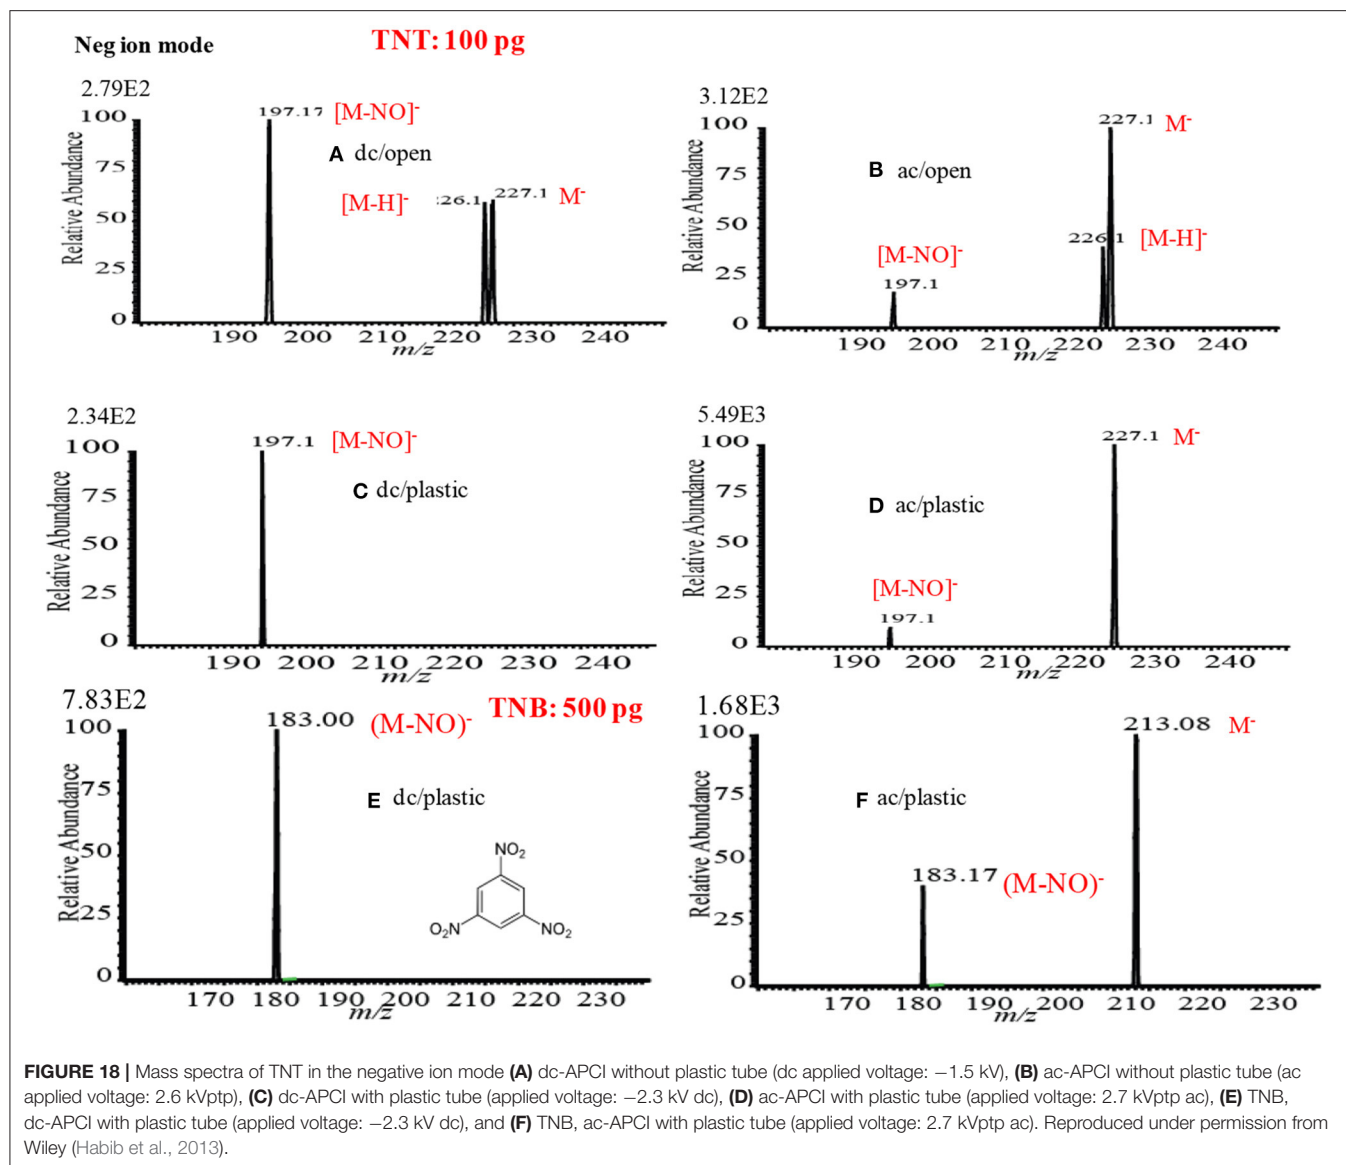 Neg ion mode
TNT: 100 pg
2.79E2
100
75
50
25
0
Relative Abundance
197.17 [M-NO]-
A dc/open
[M-H]- 226.1 227.1 M-
190 200 210 220 230 240
m/z
3.12E2
100
75
50
25
0
Relative Abundance
227.1 M-
B ac/open
226.1 [M-H]-
[M-NO]-
197.1
190 200 210 220 230 240
m/z
2.34E2
100
75
50
25
0
Relative Abundance
197.1 [M-NO]-
C dc/plastic
190 200 210 220 230 240
m/z
5.49E3
100
75
50
25
0
Relative Abundance
227.1 M-
D ac/plastic
[M-NO]-
197.1
190 200 210 220 230 240
m/z
7.83E2
TNB: 500 pg
100
75
50
25
0
Relative Abundance
183.00 (M-NO)-
E dc/plastic
NO2
O2N NO2
170 180 190 200 210 220 230
m/z
1.68E3
100
75
50
25
0
Relative Abundance
213.08 M-
F ac/plastic
183.17 (M-NO)-
170 180 190 200 210 220 230
m/z
FIGURE 18 | Mass spectra of TNT in the negative ion mode (A) dc-APCI without plastic tube (dc applied voltage: −1.5 kV), (B) ac-APCI without plastic tube (ac
applied voltage: 2.6 kVptp), (C) dc-APCI with plastic tube (applied voltage: −2.3 kV dc), (D) ac-APCI with plastic tube (applied voltage: 2.7 kVptp ac), (E) TNB,
dc-APCI with plastic tube (applied voltage: −2.3 kV dc), and (F) TNB, ac-APCI with plastic tube (applied voltage: 2.7 kVptp ac). Reproduced under permission from
Wiley (Habib et al., 2013).